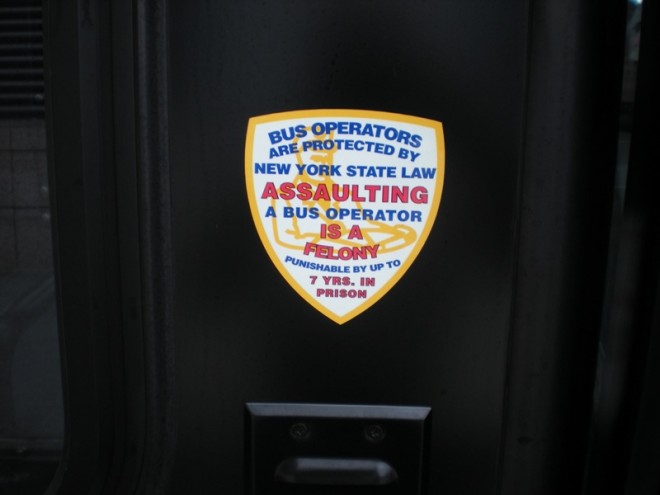 BUS OPERATORS
ARE PROTECTED BY
NEW YORK STATE LAW
ASSAULTING
A BUS OPERATOR
IS A
FELONY
PUNISHABLE BY UP TO
7 YRS. IN
PRISON